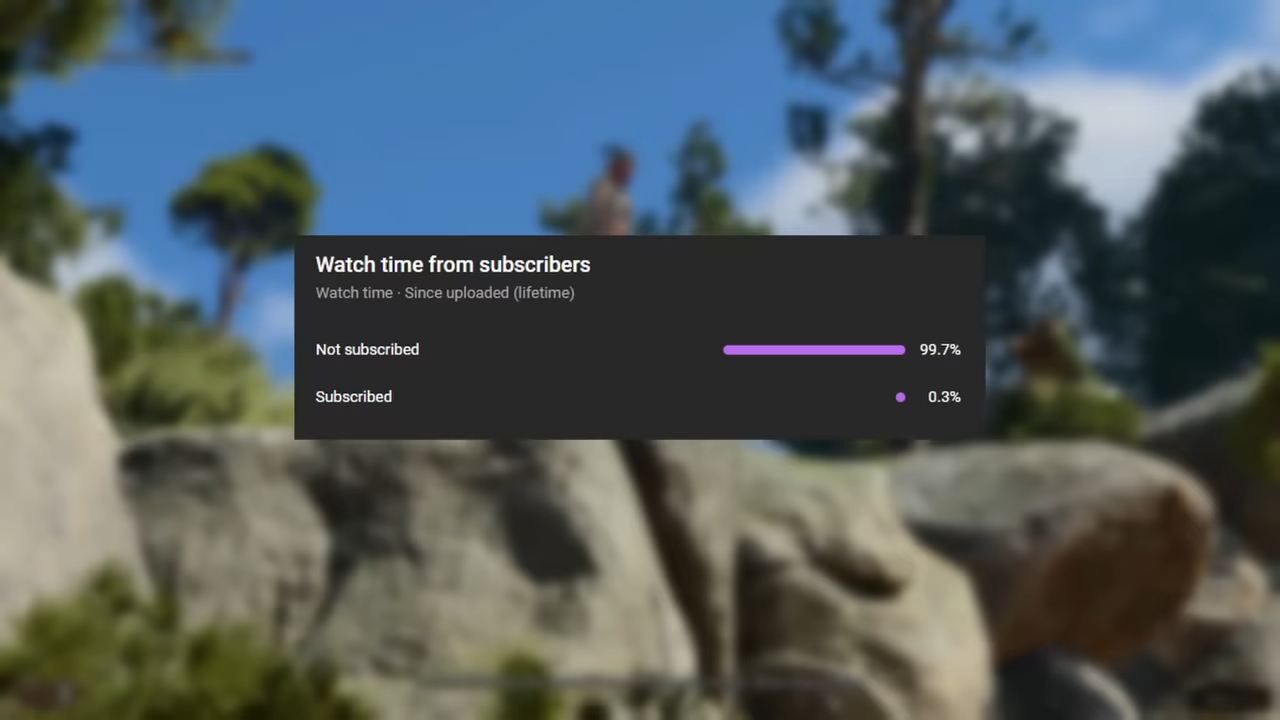 Watch time from subscribers
Watch time · Since uploaded (lifetime)
Not subscribed 99.7%
Subscribed 0.3%